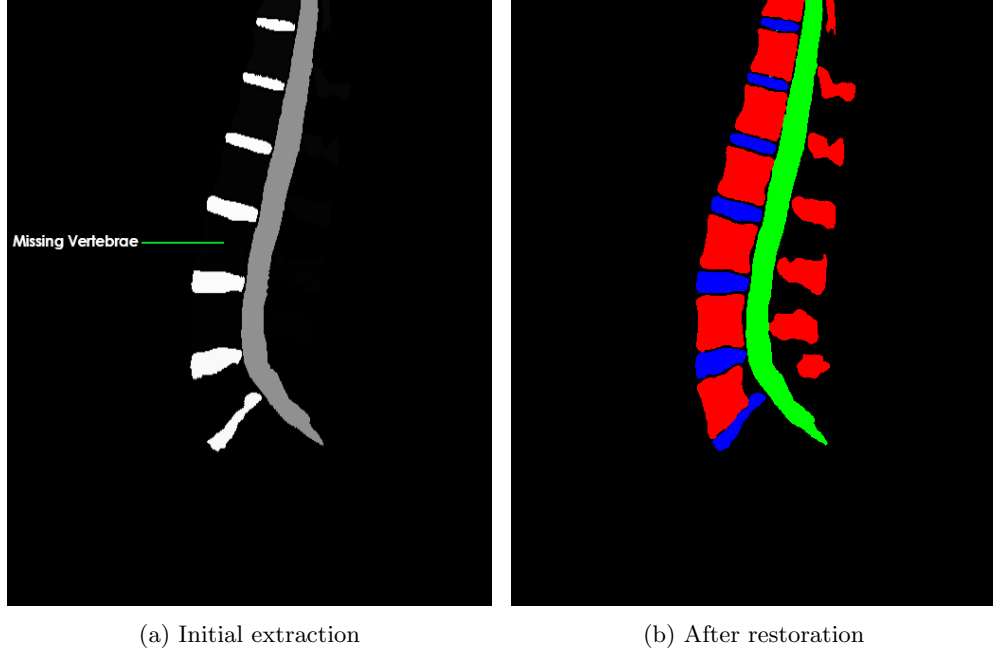 Missing Vertebrae
(a) Initial extraction
(b) After restoration